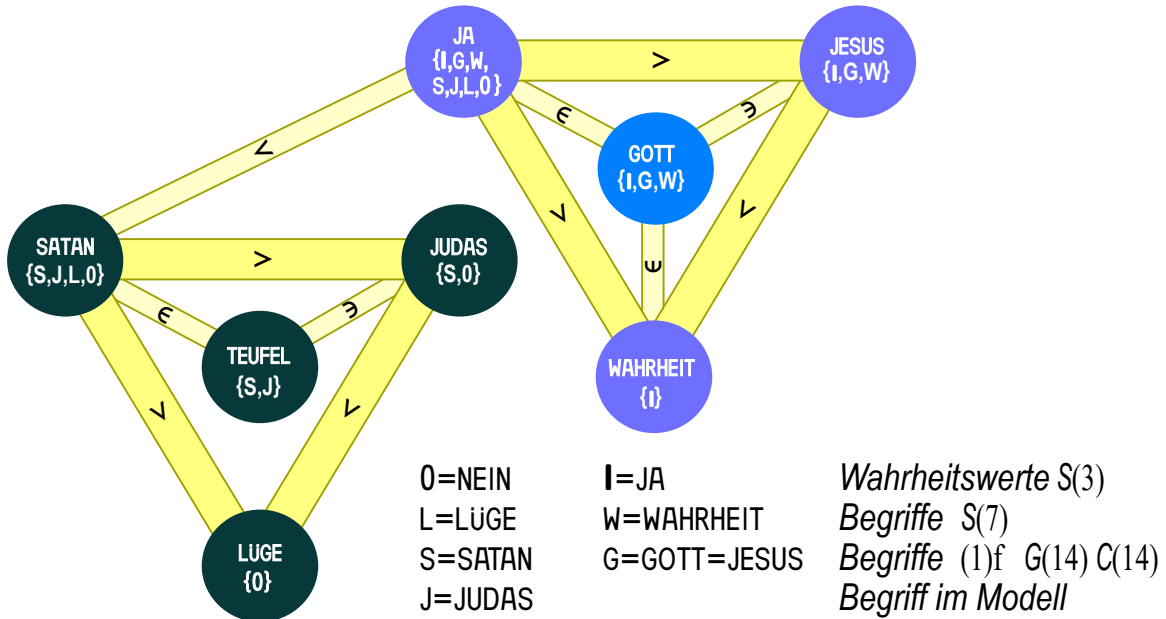 JA
{I,G,W,
S,J,L,0}
>
JESUS
{I,G,W}
<
∈
∋
GOTT
{I,G,W}
>
>
∈
SATAN
{S,J,L,0}
>
JUDAS
{S,0}
∈
∋
TEUFEL
{S,J}
>
>
WAHRHEIT
{I}
LÜGE
{0}
0=NEIN I=JA Wahrheitswerte S(3)
L=LÜGE W=WAHRHEIT Begriffe S(7)
S=SATAN G=GOTT=JESUS Begriffe (1)f G(14) C(14)
J=JUDAS Begriff im Modell